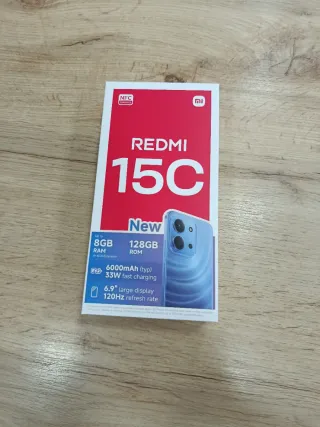 NFC
REDMI
15C
New
8GB
RAM
128GB
ROM
6000mAh (typ)
33W fast charging
6.9" large display
120Hz refresh rate